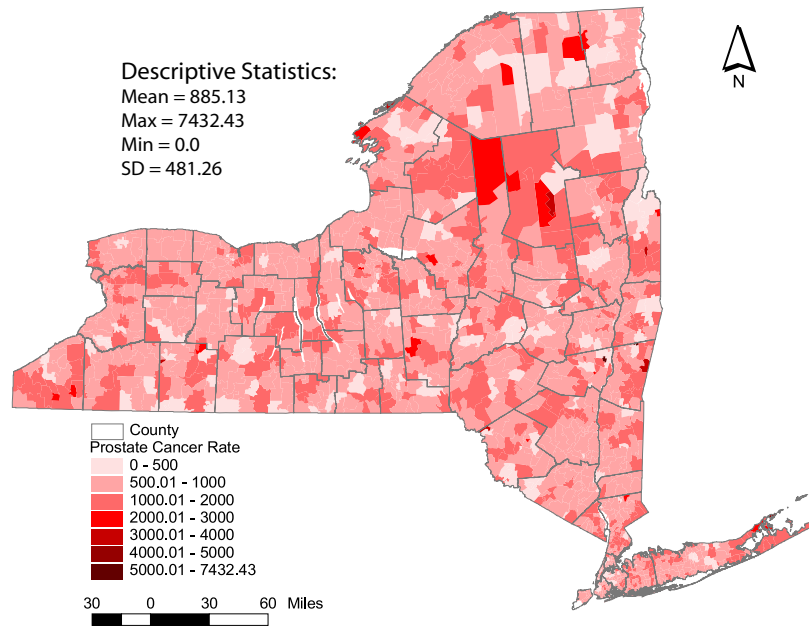 Descriptive Statistics:
Mean = 885.13
Max = 7432.43
Min = 0.0
SD = 481.26
N
County
Prostate Cancer Rate
0 - 500
500.01 - 1000
1000.01 - 2000
2000.01 - 3000
3000.01 - 4000
4000.01 - 5000
5000.01 - 7432.43
30 0 30 60 Miles